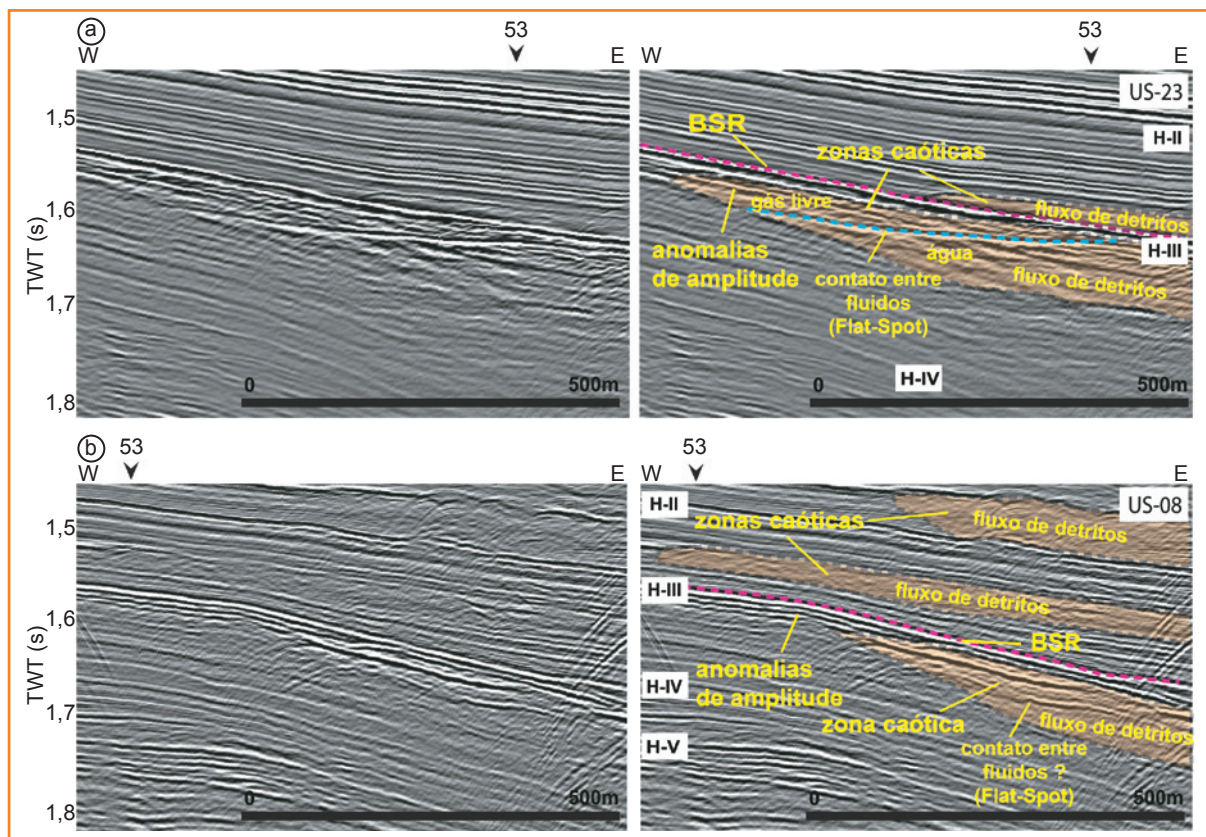 a
53
W
E
TWT (s)
1,5
1,6
1,7
1,8
0
500m
53
W
E
US-23
H-II
BSR
zonas caóticas
gás livre
fluxo de detritos
H-III
anomalias
de amplitude
água
contato entre
fluidos
(Flat-Spot)
fluxo de detritos
H-IV
0
500m
b
53
W
E
TWT (s)
1,5
1,6
1,7
1,8
0
500m
53
W
E
US-08
H-II
zonas caóticas
fluxo de detritos
H-III
fluxo de detritos
BSR
anomalias
de amplitude
H-IV
zona caótica
fluxo de detritos
H-V
contato entre
fluidos ?
(Flat-Spot)
0
500m